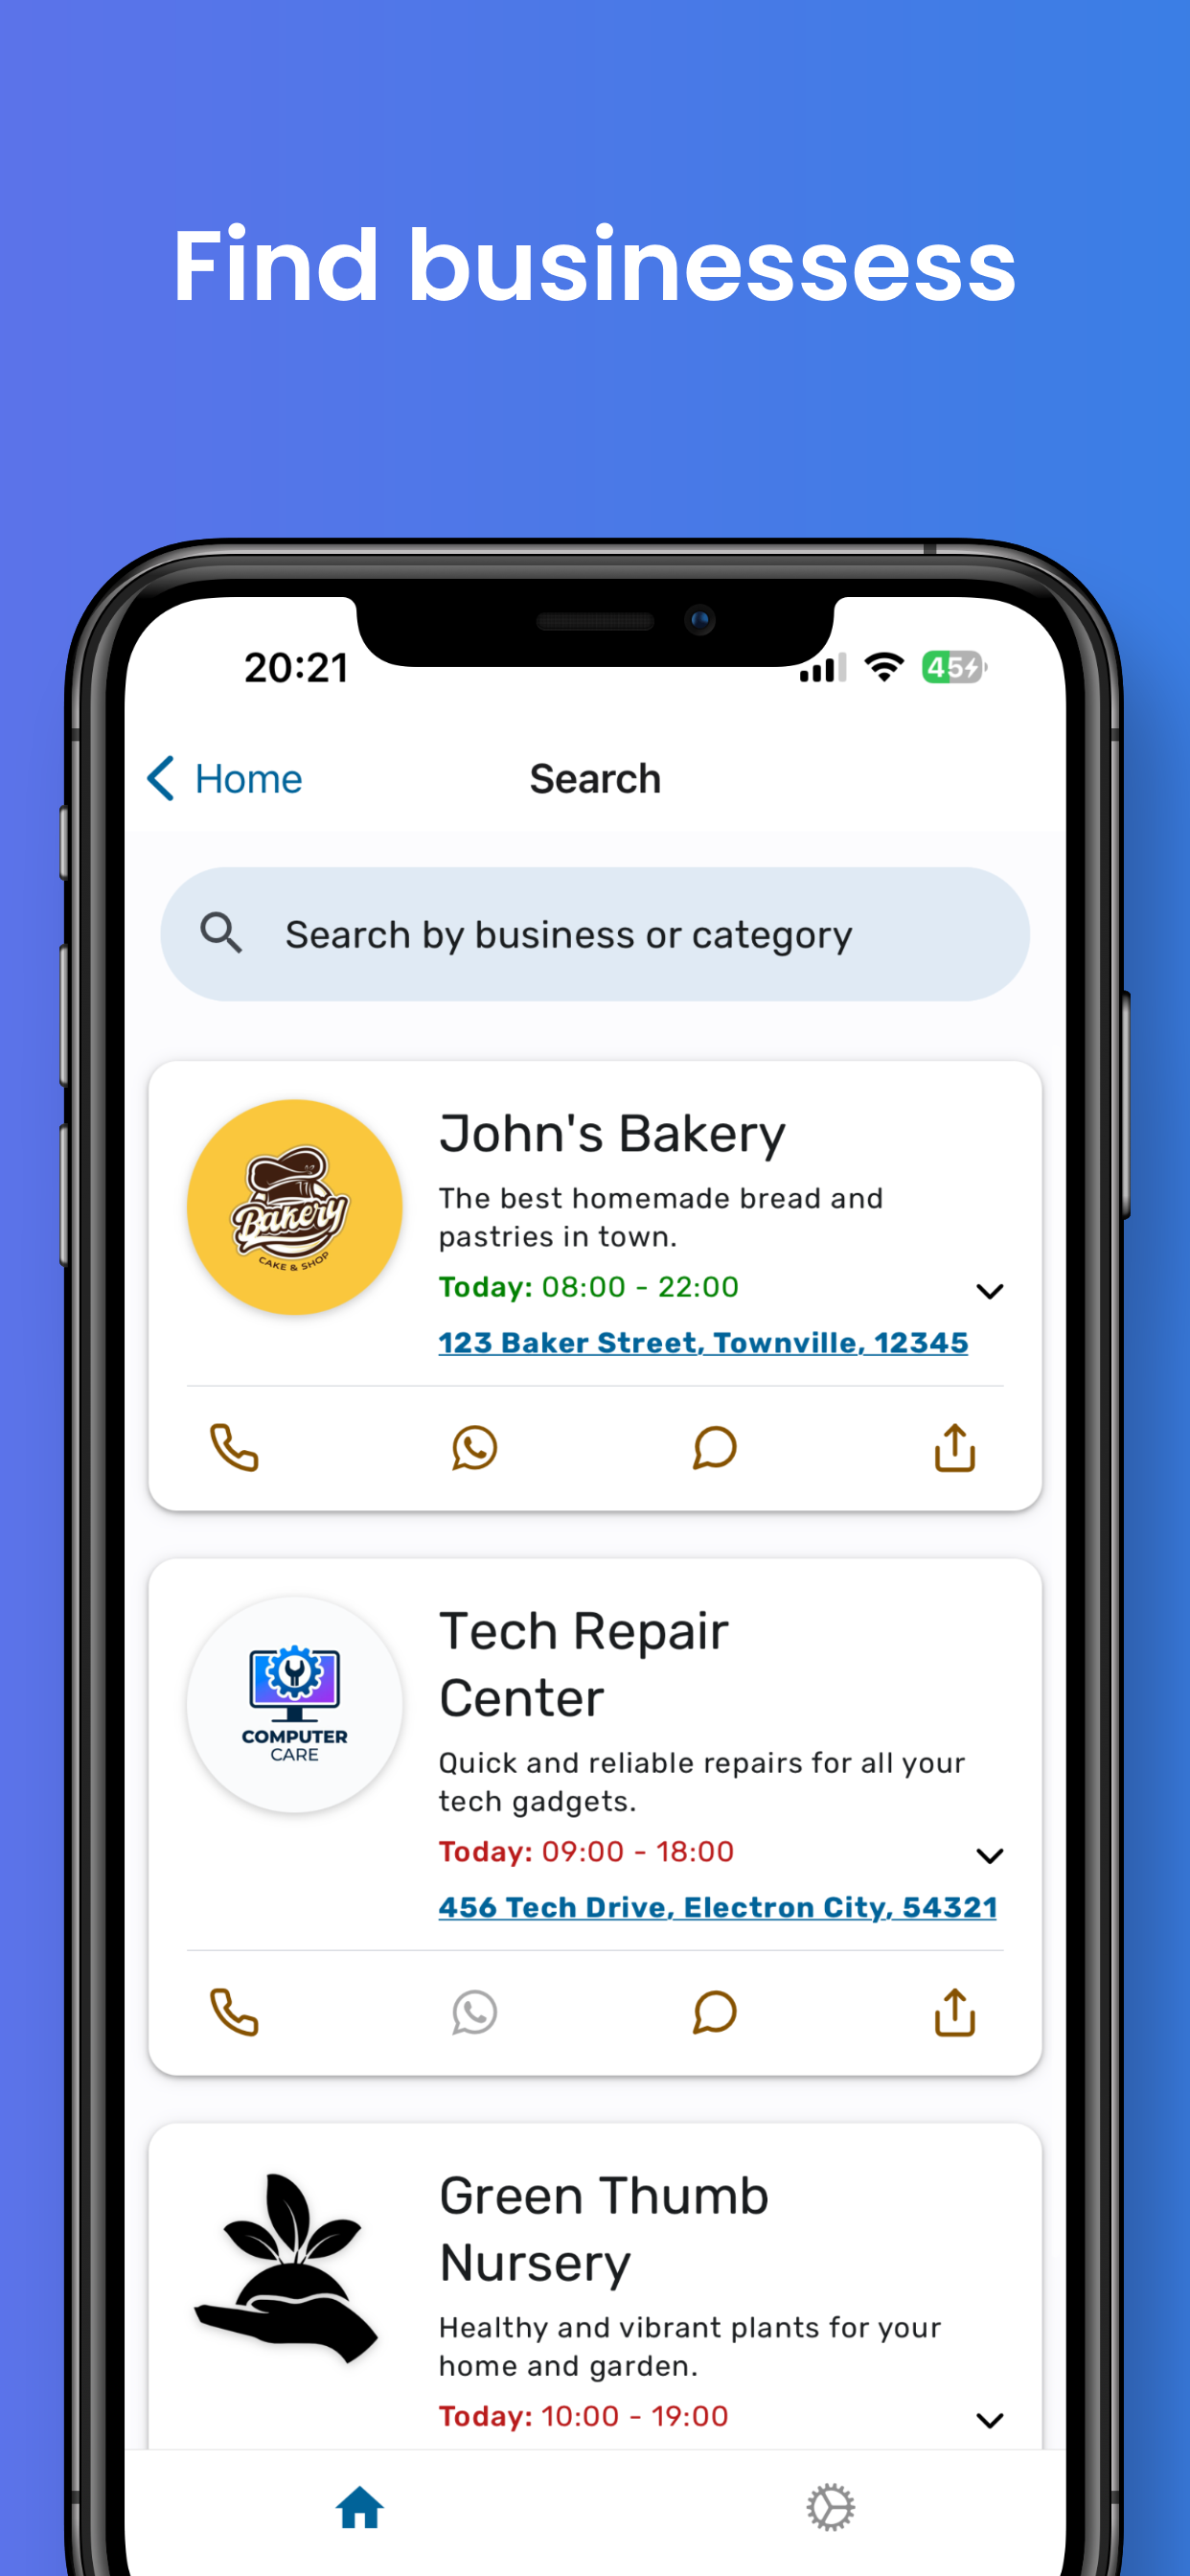 Find businessess
20:21
45
Home
Search
Search by business or category
Bakery
CAKE & SHOP
John's Bakery
The best homemade bread and
pastries in town.
Today: 08:00 - 22:00
123 Baker Street, Townville, 12345
COMPUTER
CARE
Tech Repair
Center
Quick and reliable repairs for all your
tech gadgets.
Today: 09:00 - 18:00
456 Tech Drive, Electron City, 54321
Green Thumb
Nursery
Healthy and vibrant plants for your
home and garden.
Today: 10:00 - 19:00